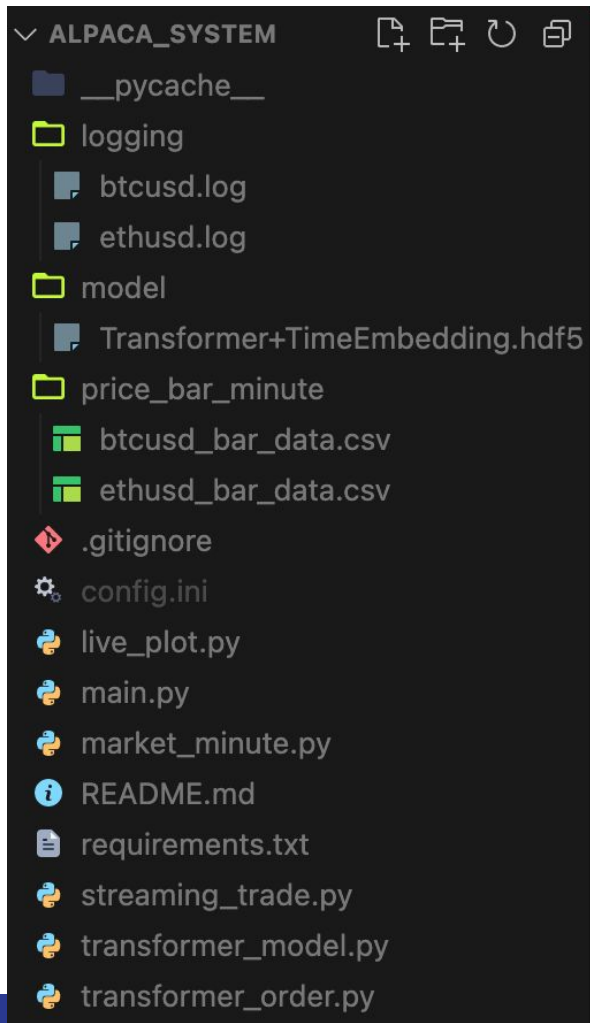 ALPACA_SYSTEM
__pycache__
logging
btcusd.log
ethusd.log
model
Transformer+TimeEmbedding.hdf5
price_bar_minute
btcusd_bar_data.csv
ethusd_bar_data.csv
.gitignore
config.ini
live_plot.py
main.py
market_minute.py
README.md
requirements.txt
streaming_trade.py
transformer_model.py
transformer_order.py